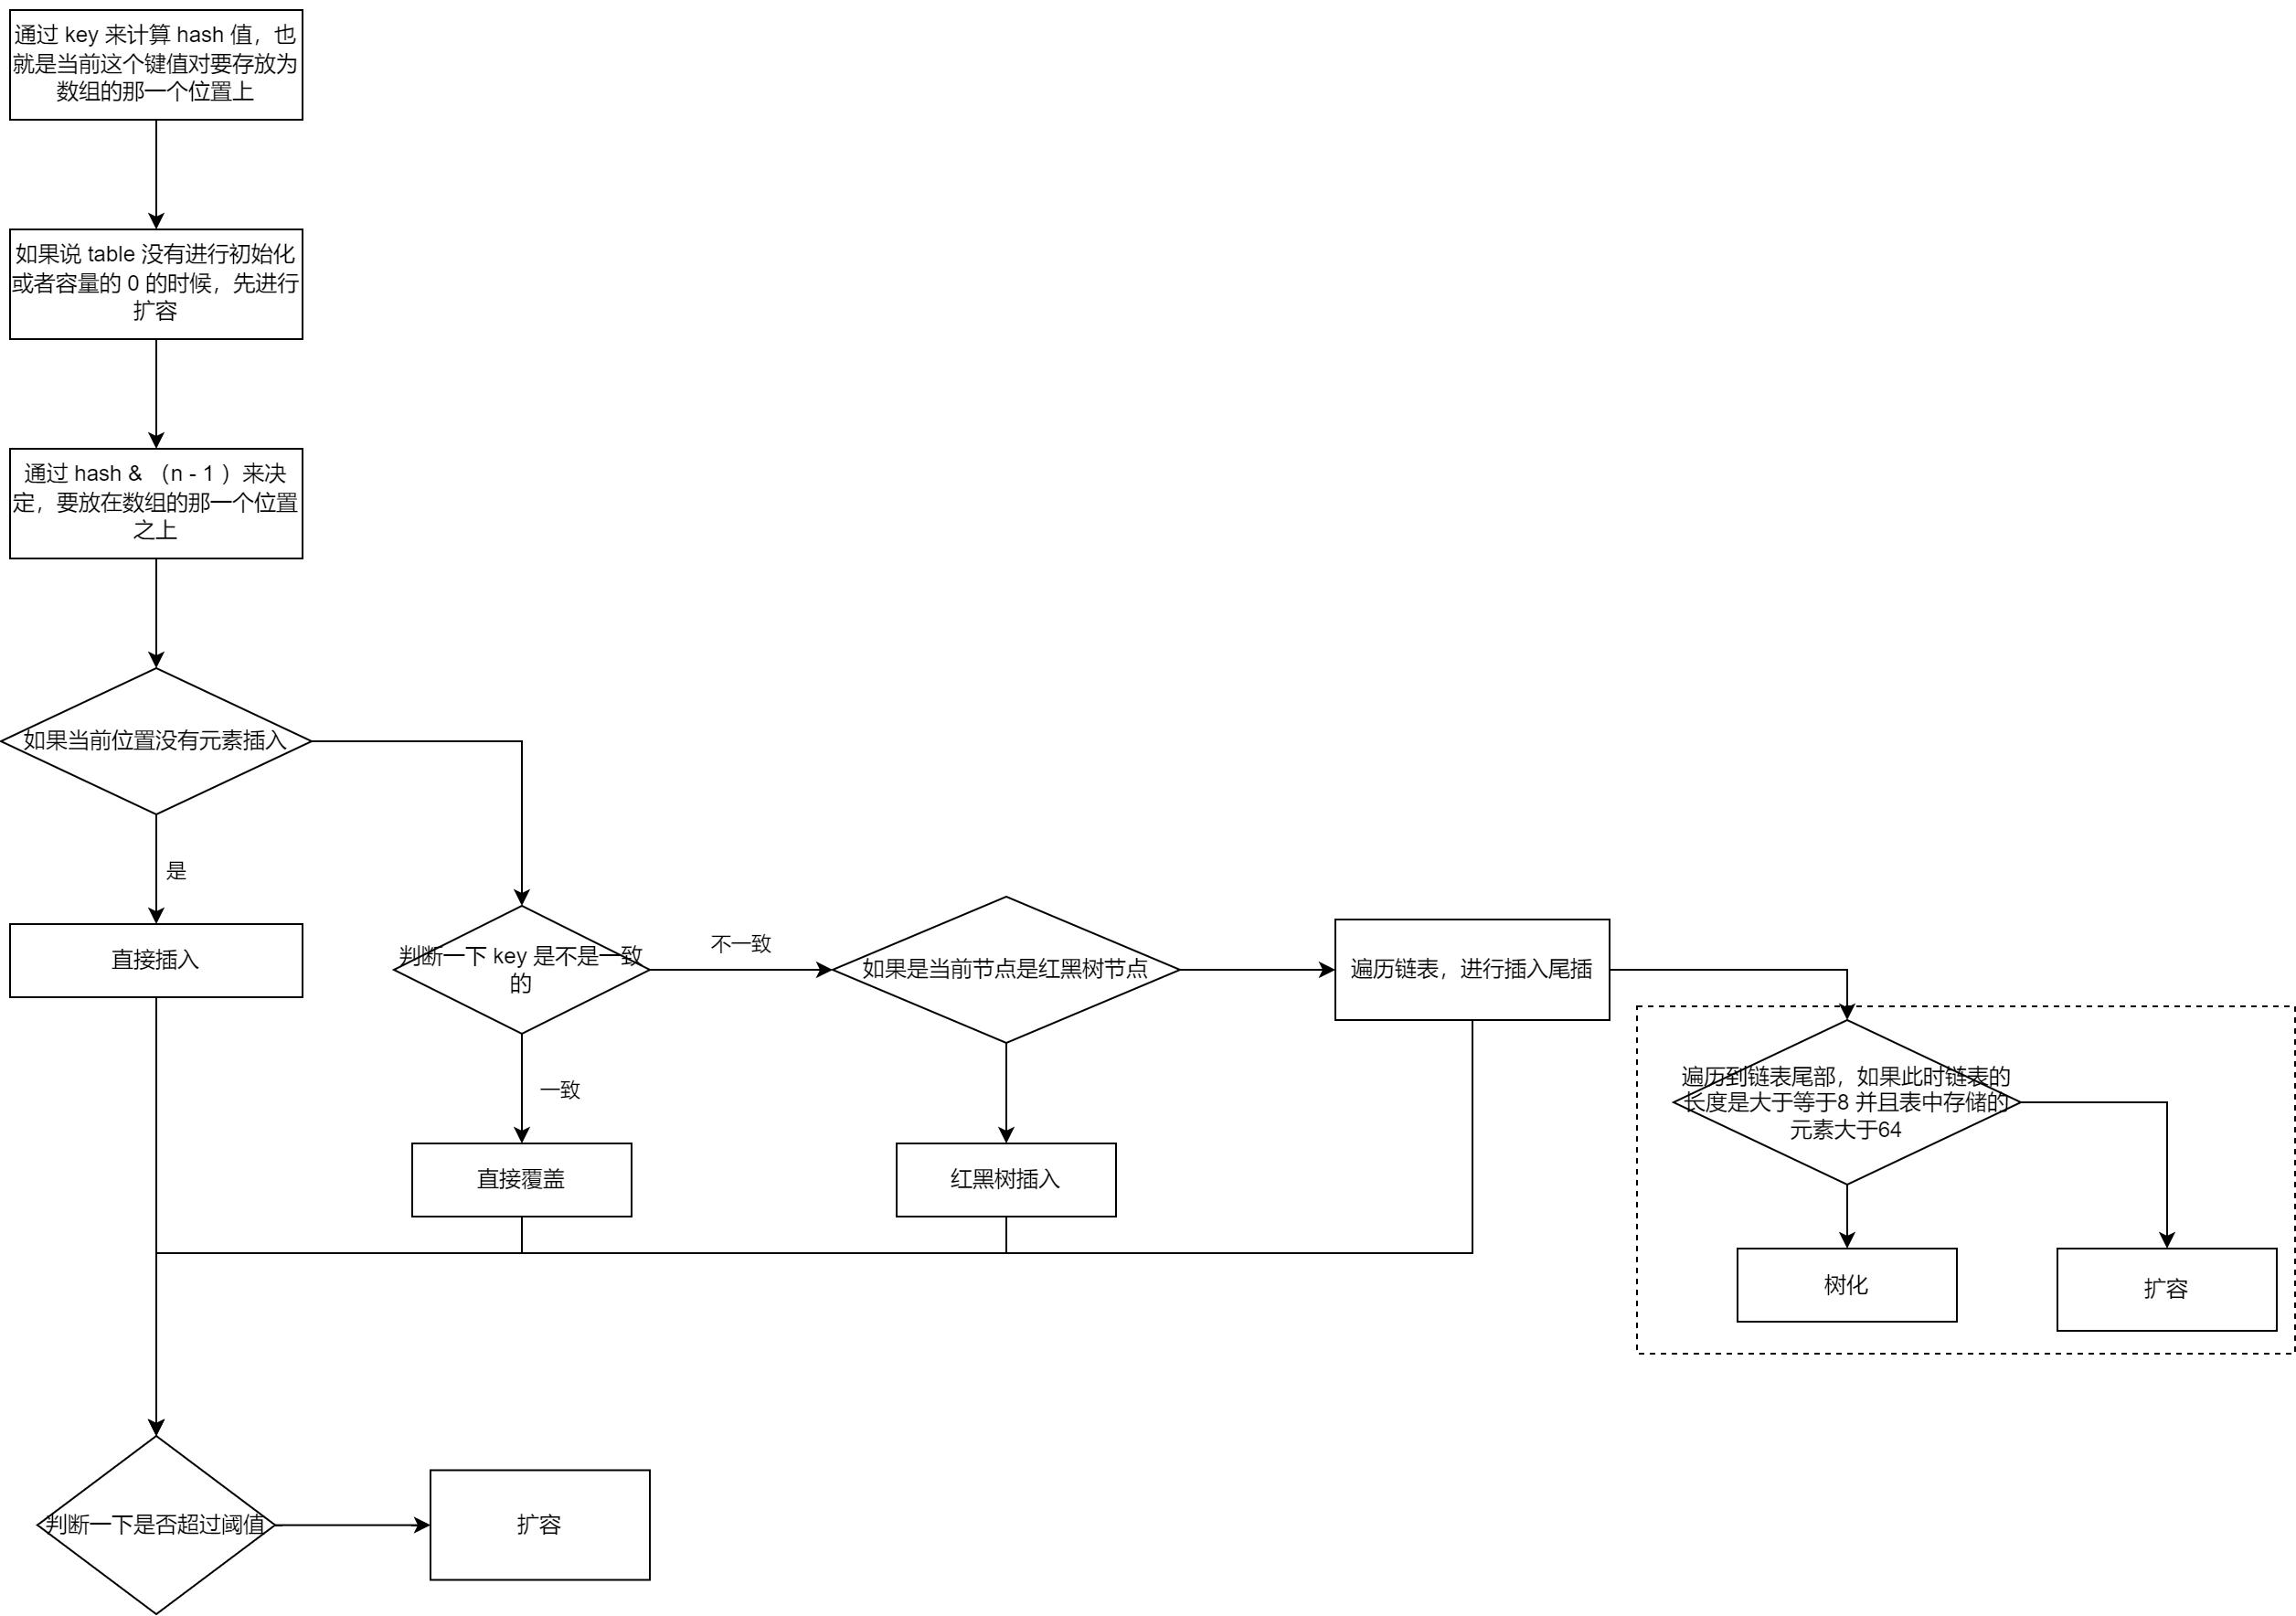 通过 key 来计算 hash 值，也
就是当前这个键值对要存放为
数组的那一个位置上
如果说 table 没有进行初始化
或者容量的 0 的时候，先进行
扩容
通过 hash & （n - 1 ）来决
定，要放在数组的那一个位置
之上
如果当前位置没有元素插入
是
直接插入
判断一下 key 是不是一致
的
不一致
一致
直接覆盖
如果是当前节点是红黑树节点
红黑树插入
遍历链表，进行插入尾插
遍历到链表尾部，如果此时链表的
长度是大于等于8 并且表中存储的
元素大于64
树化
扩容
判断一下是否超过阈值
扩容